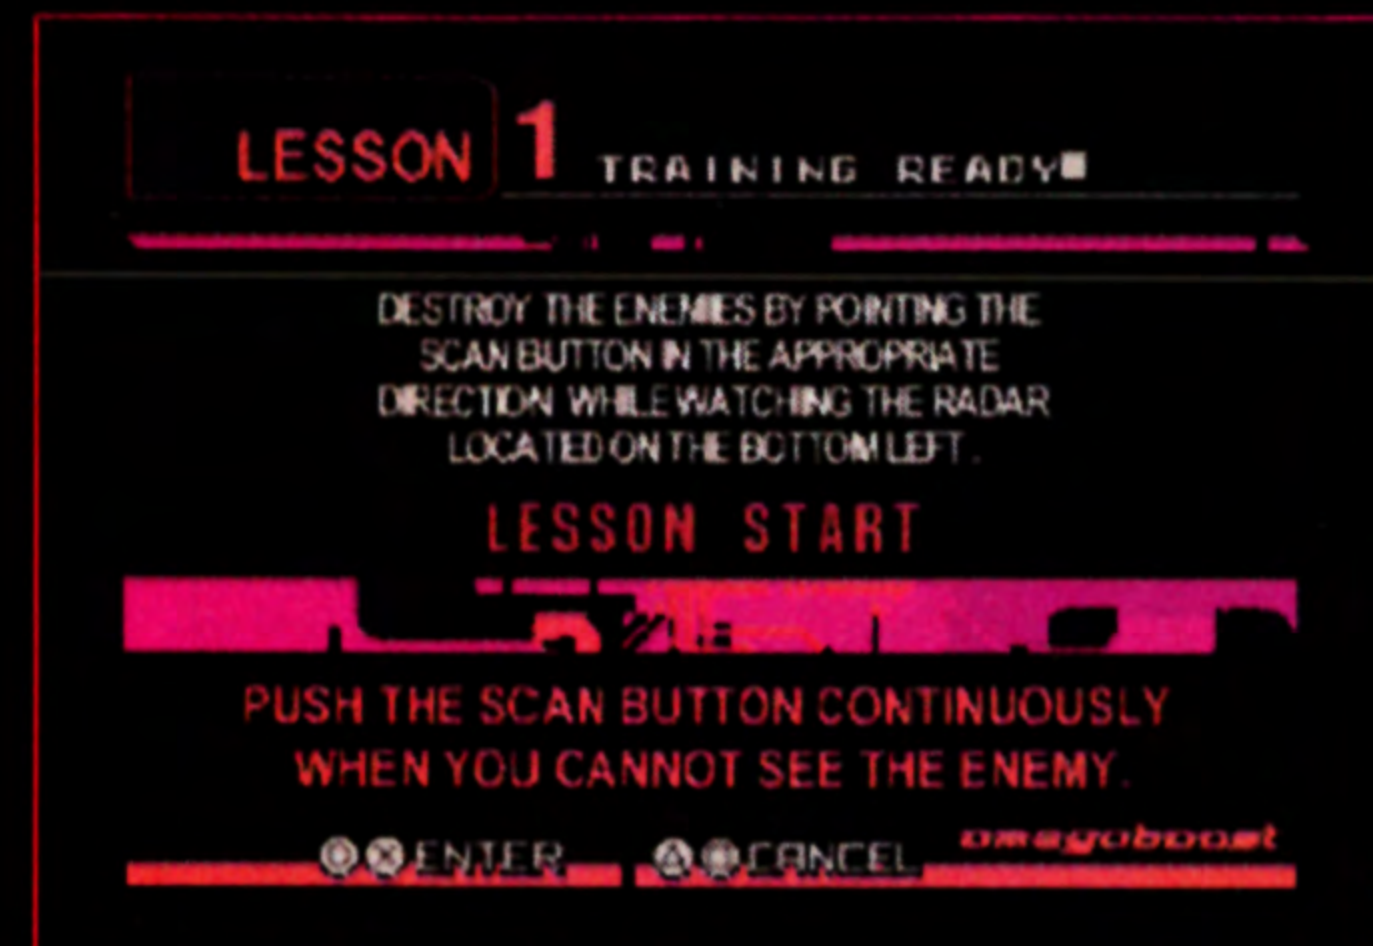 LESSON 1 TRAINING READY
DESTROY THE ENEMIES BY POINTING THE
SCAN BUTTON IN THE APPROPRIATE
DIRECTION WHILE WATCHING THE RADAR
LOCATED ON THE BOTTOM LEFT.
LESSON START
PUSH THE SCAN BUTTON CONTINUOUSLY
WHEN YOU CANNOT SEE THE ENEMY.
omegaboost
ENTER CANCEL